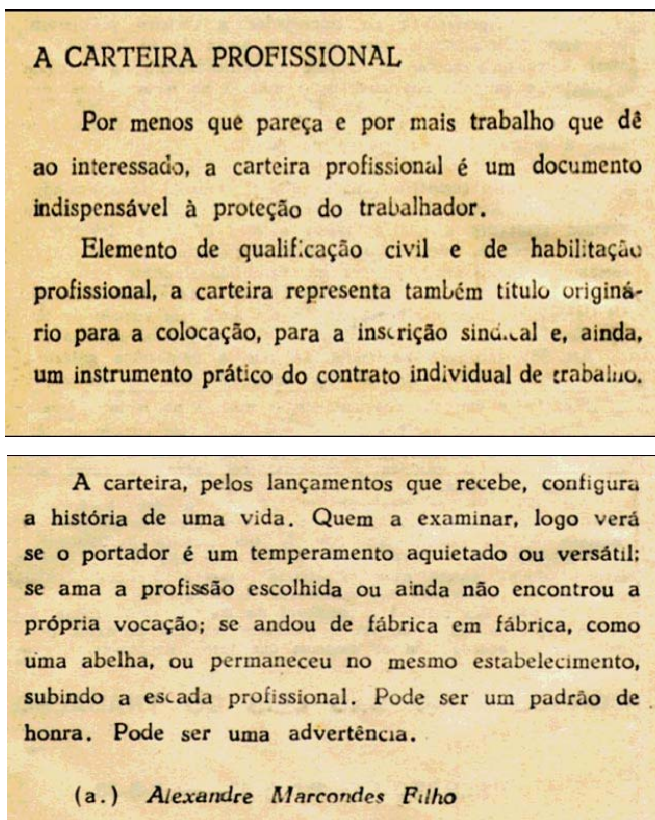 A CARTEIRA PROFISSIONAL
Por menos que pareça e por mais trabalho que dê
ao interessado, a carteira profissional é um documento
indispensável à proteção do trabalhador.
Elemento de qualificação civil e de habilitação
profissional, a carteira representa também título originá-
rio para a colocação, para a inscrição sindical e, ainda,
um instrumento prático do contrato individual de trabalho.
A carteira, pelos lançamentos que recebe, configura
a história de uma vida. Quem a examinar, logo verá
se o portador é um temperamento aquietado ou versátil;
se ama a profissão escolhida ou ainda não encontrou a
própria vocação; se andou de fábrica em fábrica, como
uma abelha, ou permaneceu no mesmo estabelecimento,
subindo a escada profissional. Pode ser um padrão de
honra. Pode ser uma advertência.
(a.) Alexandre Marcondes Filho